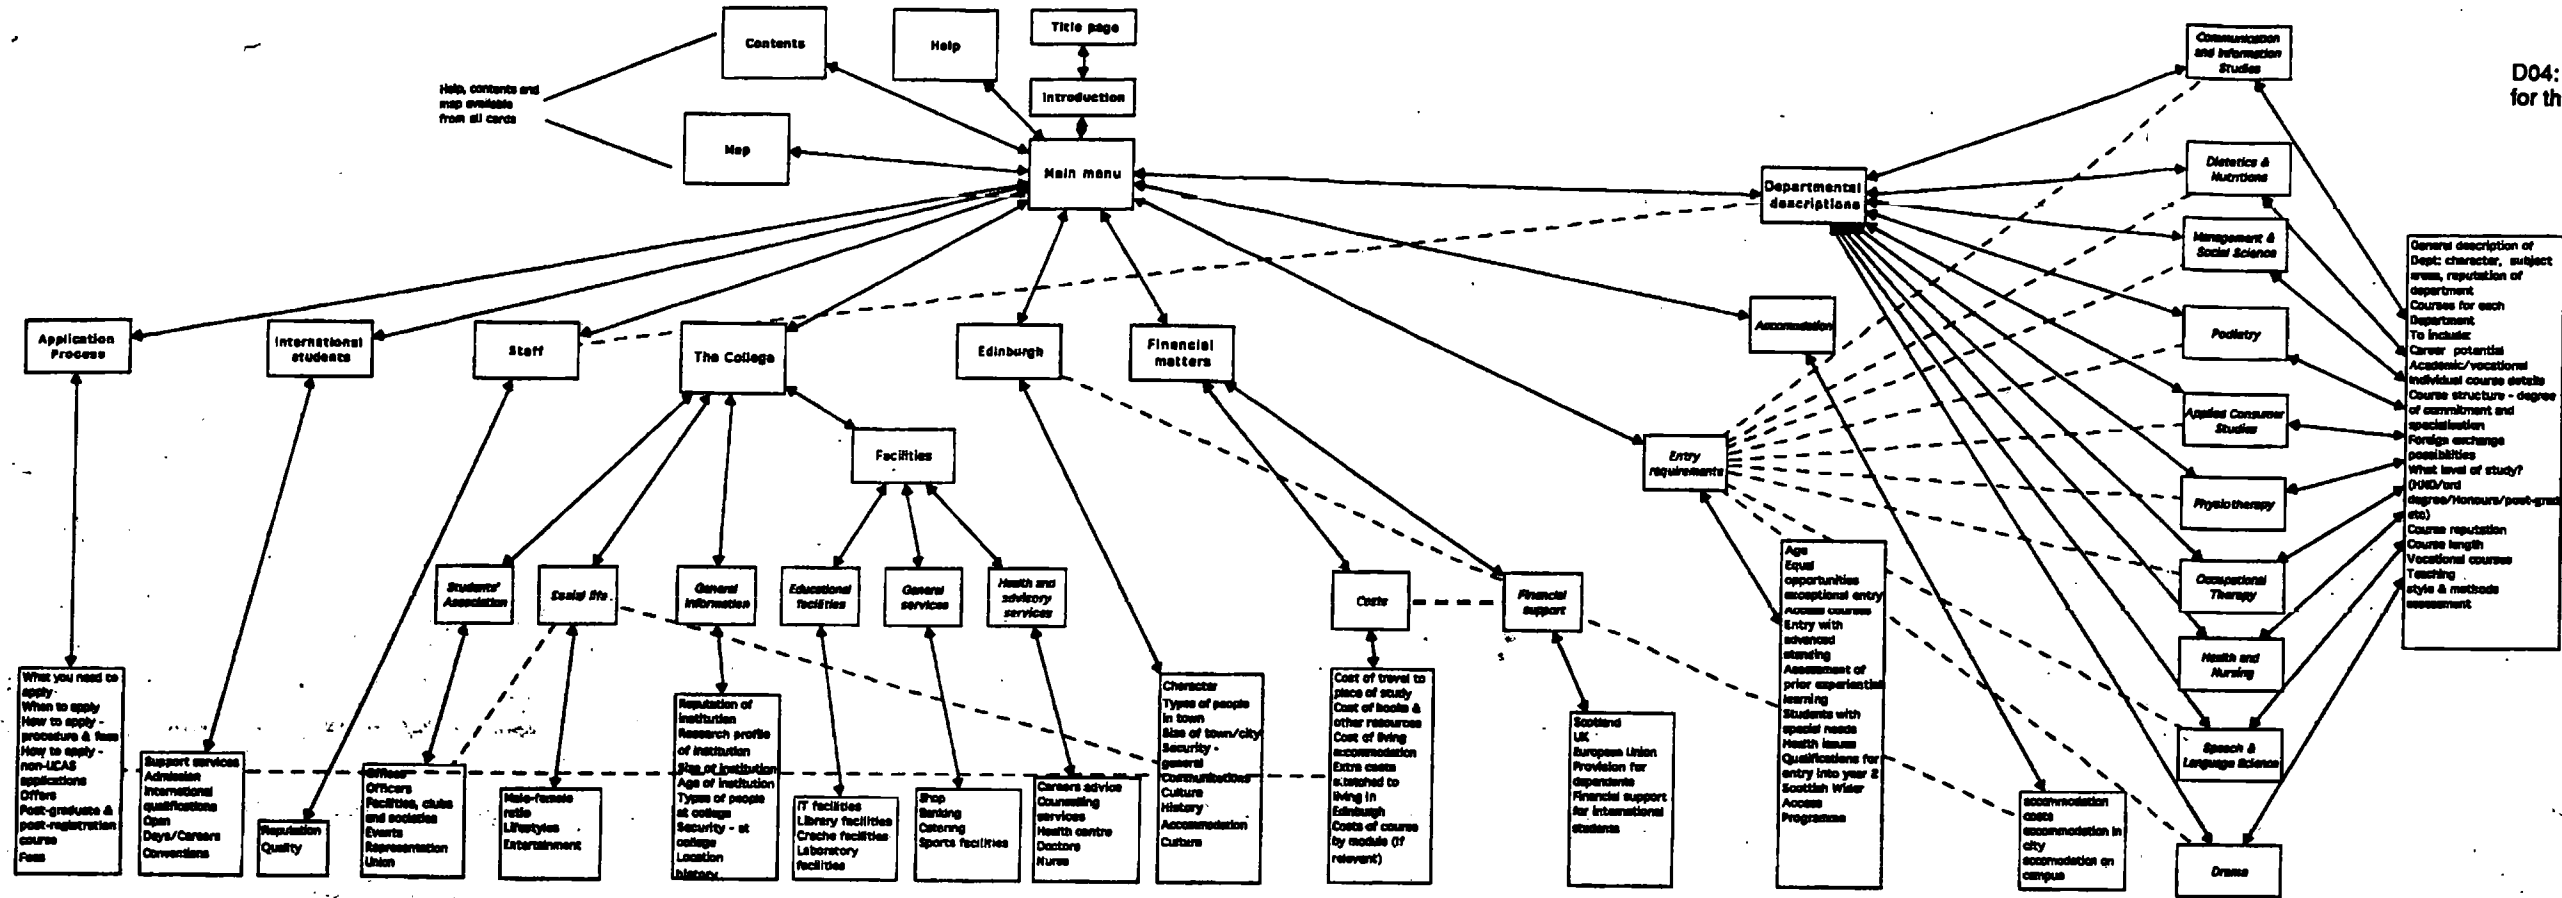 Contents
Help
Title page
Introduction
Help, contents and
map available
from all cards
Map
Main menu
D04:
for th
Departmental
descriptions
Communication
and Information
Studies
Dietetics &
Nutritions
Management &
Social Science
Podiatry
Applied Consumer
Studies
Physiotherapy
Occupational
Therapy
Health and
Nursing
Speech &
Language Science
Drama
General description of
Dept: character, subject
areas, reputation of
department
Courses for each
Department
To include:
Career potential
Academic/vocational
Individual course details
Course structure - degree
of commitment and
specialisation
Foreign exchange
possibilities
What level of study?
(HND/ord
degree/Honours/post-grad
etc)
Course reputation
Course length
Vocational courses
Teaching
style & methods
assessment
Application
Process
International
students
Staff
The College
Edinburgh
Financial
matters
Accomodation
Entry
requirements
Facilities
Students'
Association
Social life
General
information
Educational
facilities
General
services
Health and
advisory
services
Costs
Financial
support
What you need to
apply
When to apply
How to apply -
procedure & fees
How to apply -
non-UCAS
applications
Offers
Post-graduate &
post-registration
course
Fees
Support services
Admission
International
qualifications
Open
Days/Careers
Conventions
Reputation
Quality
Offices
Officers
Facilities, clubs
and societies
Events
Representation
Union
Male-female
ratio
Lifestyles
Entertainment
Reputation of
institution
Research profile
of institution
Size of institution
Age of institution
Types of people
at college
Security - at
college
Location
history
IT facilities
Library facilities
Creche facilities
Laboratory
facilities
Shop
Banking
Catering
Sports facilities
Careers advice
Counselling
services
Health centre
Doctors
Nurse
Character
Types of people
in town
Size of town/city
Security -
general
Communications
Culture
History
Accommodation
Culture
Cost of travel to
place of study
Cost of books &
other resources
Cost of living
accommodation
Extra costs
attached to
living in
Edinburgh
Costs of course
by module (if
relevant)
Scotland
UK
European Union
Provision for
dependents
Financial support
for international
students
Age
Equal
opportunities
exceptional entry
Access courses
Entry with
advanced
standing
Assessment of
prior experiential
learning
Students with
special needs
Health issues
Qualifications for
entry into year 2
Scottish Wider
Access
Programme
accommodation
costs
accommodation in
city
accomodation on
campus